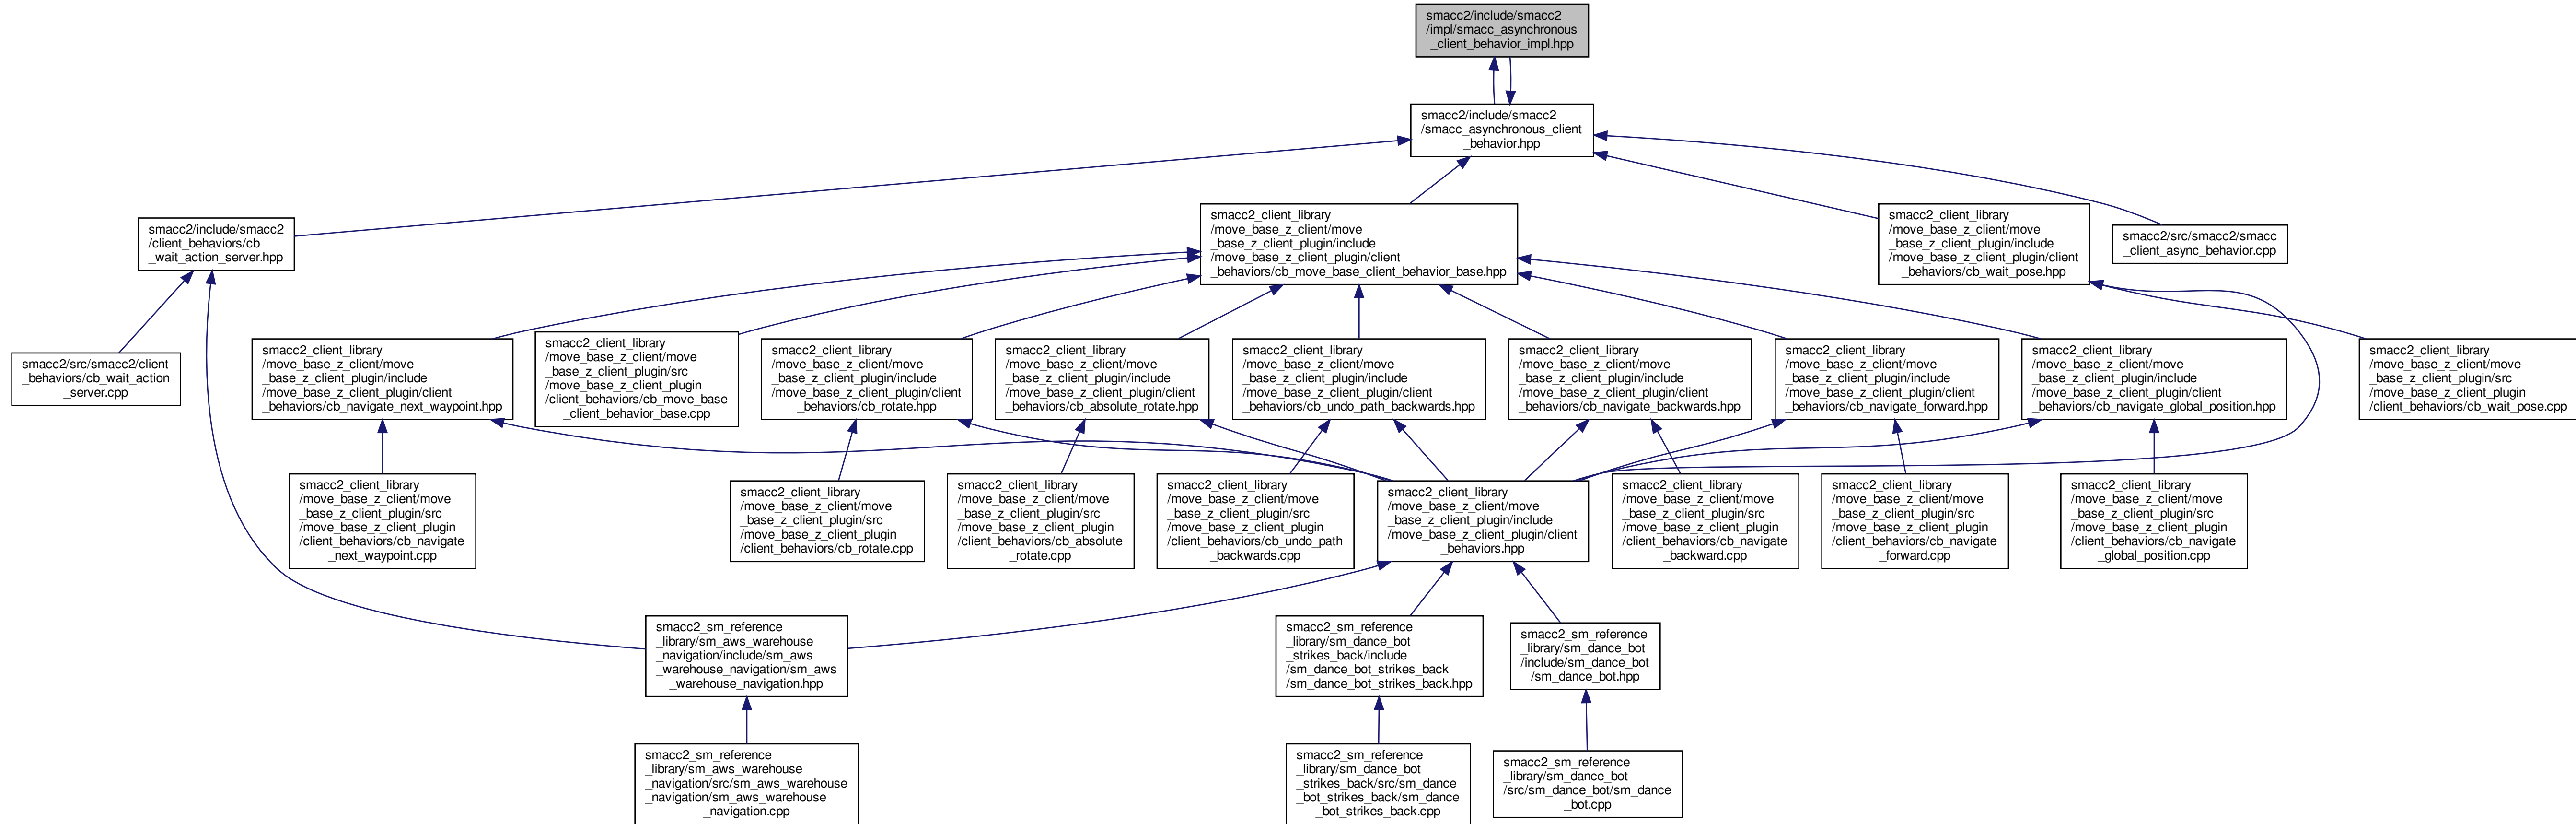 smacc2/include/smacc2
/impl/smacc_asynchronous
_client_behavior_impl.hpp
smacc2/include/smacc2
/smacc_asynchronous_client
_behavior.hpp
smacc2/include/smacc2
/client_behaviors/cb
_wait_action_server.hpp
smacc2_client_library
/move_base_z_client/move
_base_z_client_plugin/include
/move_base_z_client_plugin/client
_behaviors/cb_move_base_client_behavior_base.hpp
smacc2_client_library
/move_base_z_client/move
_base_z_client_plugin/include
/move_base_z_client_plugin/client
_behaviors/cb_wait_pose.hpp
smacc2/src/smacc2/smacc
_client_async_behavior.cpp
smacc2/src/smacc2/client
_behaviors/cb_wait_action
_server.cpp
smacc2_client_library
/move_base_z_client/move
_base_z_client_plugin/include
/move_base_z_client_plugin/client
_behaviors/cb_navigate_next_waypoint.hpp
smacc2_client_library
/move_base_z_client/move
_base_z_client_plugin/src
/move_base_z_client_plugin
/client_behaviors/cb_move_base
_client_behavior_base.cpp
smacc2_client_library
/move_base_z_client/move
_base_z_client_plugin/include
/move_base_z_client_plugin/client
_behaviors/cb_rotate.hpp
smacc2_client_library
/move_base_z_client/move
_base_z_client_plugin/include
/move_base_z_client_plugin/client
_behaviors/cb_absolute_rotate.hpp
smacc2_client_library
/move_base_z_client/move
_base_z_client_plugin/include
/move_base_z_client_plugin/client
_behaviors/cb_undo_path_backwards.hpp
smacc2_client_library
/move_base_z_client/move
_base_z_client_plugin/include
/move_base_z_client_plugin/client
_behaviors/cb_navigate_backwards.hpp
smacc2_client_library
/move_base_z_client/move
_base_z_client_plugin/include
/move_base_z_client_plugin/client
_behaviors/cb_navigate_forward.hpp
smacc2_client_library
/move_base_z_client/move
_base_z_client_plugin/include
/move_base_z_client_plugin/client
_behaviors/cb_navigate_global_position.hpp
smacc2_client_library
/move_base_z_client/move
_base_z_client_plugin/src
/move_base_z_client_plugin
/client_behaviors/cb_wait_pose.cpp
smacc2_client_library
/move_base_z_client/move
_base_z_client_plugin/src
/move_base_z_client_plugin
/client_behaviors/cb_navigate
_next_waypoint.cpp
smacc2_client_library
/move_base_z_client/move
_base_z_client_plugin/src
/move_base_z_client_plugin
/client_behaviors/cb_rotate.cpp
smacc2_client_library
/move_base_z_client/move
_base_z_client_plugin/src
/move_base_z_client_plugin
/client_behaviors/cb_absolute
_rotate.cpp
smacc2_client_library
/move_base_z_client/move
_base_z_client_plugin/src
/move_base_z_client_plugin
/client_behaviors/cb_undo_path
_backwards.cpp
smacc2_client_library
/move_base_z_client/move
_base_z_client_plugin/include
/move_base_z_client_plugin/client
_behaviors.hpp
smacc2_client_library
/move_base_z_client/move
_base_z_client_plugin/src
/move_base_z_client_plugin
/client_behaviors/cb_navigate
_backward.cpp
smacc2_client_library
/move_base_z_client/move
_base_z_client_plugin/src
/move_base_z_client_plugin
/client_behaviors/cb_navigate
_forward.cpp
smacc2_client_library
/move_base_z_client/move
_base_z_client_plugin/src
/move_base_z_client_plugin
/client_behaviors/cb_navigate
_global_position.cpp
smacc2_sm_reference
_library/sm_aws_warehouse
_navigation/include/sm_aws
_warehouse_navigation/sm_aws
_warehouse_navigation.hpp
smacc2_sm_reference
_library/sm_dance_bot
_strikes_back/include
/sm_dance_bot_strikes_back
/sm_dance_bot_strikes_back.hpp
smacc2_sm_reference
_library/sm_dance_bot
/include/sm_dance_bot
/sm_dance_bot.hpp
smacc2_sm_reference
_library/sm_aws_warehouse
_navigation/src/sm_aws_warehouse
_navigation/sm_aws_warehouse
_navigation.cpp
smacc2_sm_reference
_library/sm_dance_bot
_strikes_back/src/sm_dance
_bot_strikes_back/sm_dance
_bot_strikes_back.cpp
smacc2_sm_reference
_library/sm_dance_bot
/src/sm_dance_bot/sm_dance
_bot.cpp